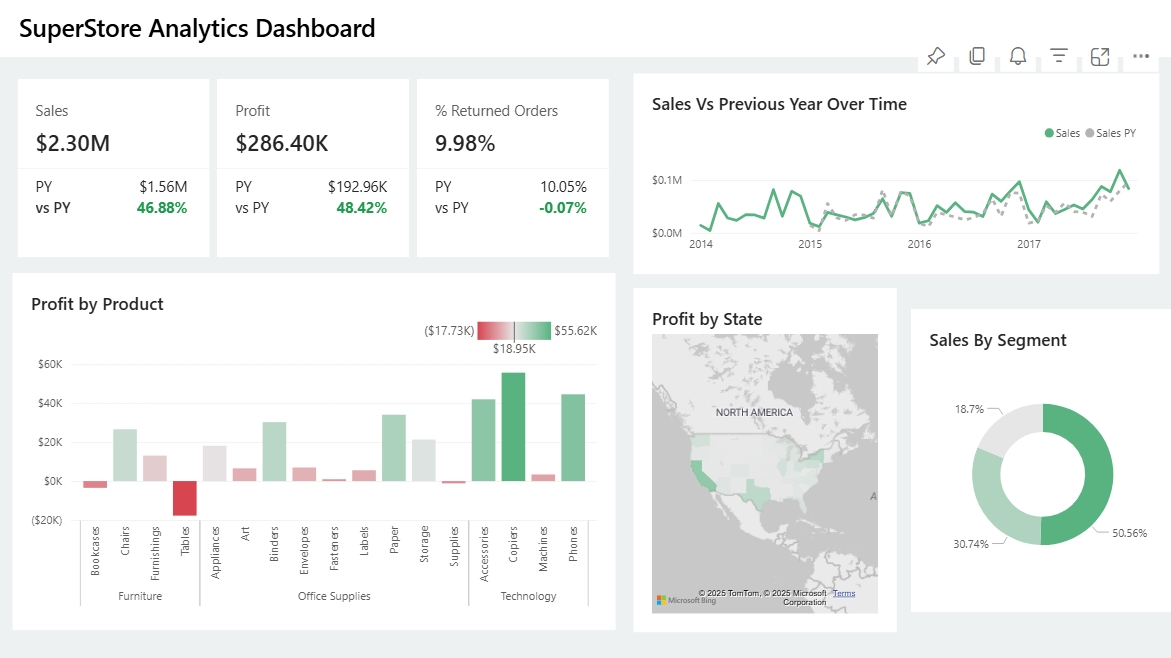 SuperStore Analytics Dashboard
Sales
$2.30M
PY $1.56M
vs PY 46.88%
Profit
$286.40K
PY $192.96K
vs PY 48.42%
% Returned Orders
9.98%
PY 10.05%
vs PY -0.07%
Sales Vs Previous Year Over Time
Sales Sales PY
$0.1M
$0.0M
2014 2015 2016 2017
Profit by Product
($17.73K) $55.62K
$18.95K
$60K
$40K
$20K
$0K
($20K)
Bookcases
Chairs
Furnishings
Tables
Appliances
Art
Binders
Envelopes
Fasteners
Labels
Paper
Storage
Supplies
Accessories
Copiers
Machines
Phones
Furniture Office Supplies Technology
Profit by State
NORTH AMERICA
A
© 2025 TomTom, © 2025 Microsoft Corporation Terms
Microsoft Bing
Sales By Segment
18.7%
30.74%
50.56%